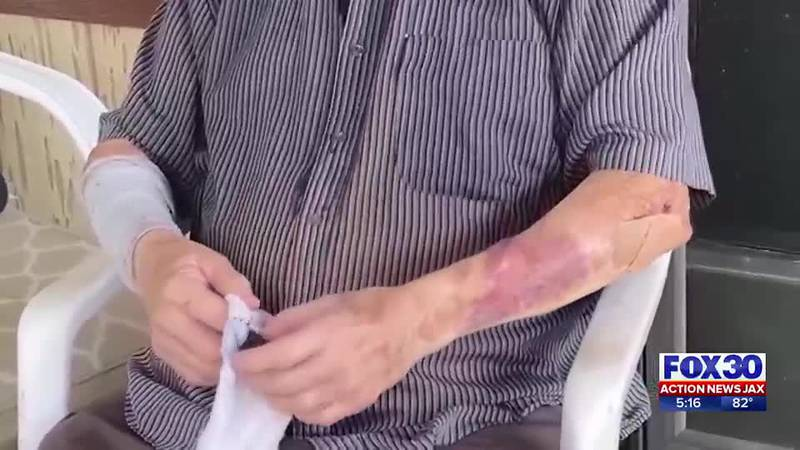 FOX30
ACTION NEWS JAX
5:16 82°